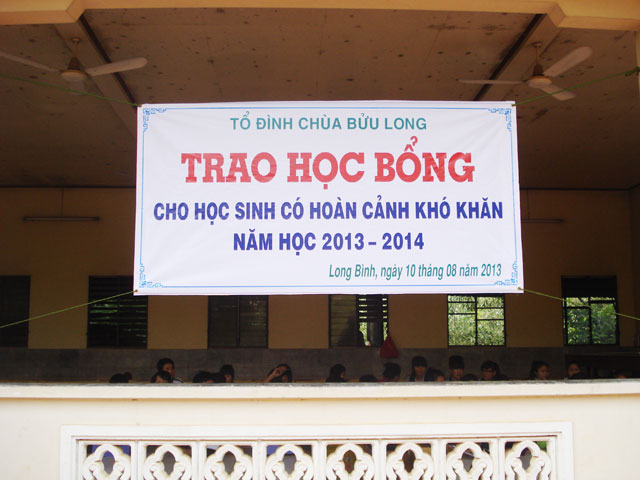 TỔ ĐÌNH CHÙA BỬU LONG
TRAO HỌC BỔNG
CHO HỌC SINH CÓ HOÀN CẢNH KHÓ KHĂN
NĂM HỌC 2013 - 2014
Long Bình, ngày 10 tháng 08 năm 2013